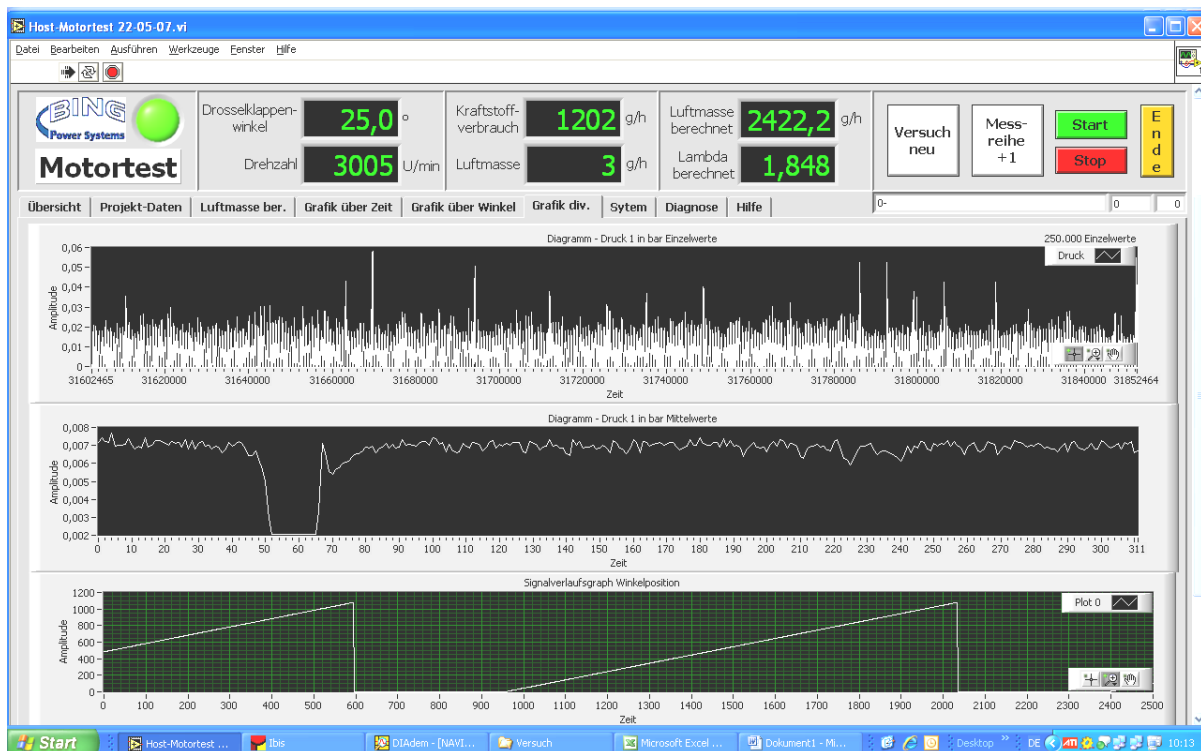 Host-Motortest 22-05-07.vi
Datei Bearbeiten Ausführen Werkzeuge Fenster Hilfe
BING
Power Systems
Motortest
Drosselklappen-
winkel
25,0 °
Drehzahl 3005 U/min
Kraftstoff-
verbrauch
1202 g/h
Luftmasse 3 g/h
Luftmasse
berechnet
2422,2 g/h
Lambda
berechnet
1,848
Versuch
neu
Mess-
reihe
+1
Start
Stop
Ende
Übersicht Projekt-Daten Luftmasse ber. Grafik über Zeit Grafik über Winkel Grafik div. Sytem Diagnose Hilfe
0- 0 0
Diagramm - Druck 1 in bar Einzelwerte 250.000 Einzelwerte
Druck
Amplitude
0,06
0,05
0,04
0,03
0,02
0,01
0
31602465 31620000 31640000 31660000 31680000 31700000 31720000 31740000 31760000 31780000 31800000 31820000 31840000 31852464
Zeit
Diagramm - Druck 1 in bar Mittelwerte
Amplitude
0,008
0,007
0,006
0,005
0,004
0,003
0,002
0 10 20 30 40 50 60 70 80 90 100 110 120 130 140 150 160 170 180 190 200 210 220 230 240 250 260 270 280 290 300 311
Zeit
Signalverlaufsgraph Winkelposition
Plot 0
Amplitude
1200
1000
800
600
400
200
0
0 100 200 300 400 500 600 700 800 900 1000 1100 1200 1300 1400 1500 1600 1700 1800 1900 2000 2100 2200 2300 2400 2500
Zeit
Start Host-Motortest ... Ibis DIAdem - [NAVI... Versuch Microsoft Excel ... Dokument1 - Mi... Desktop » DE 10:13